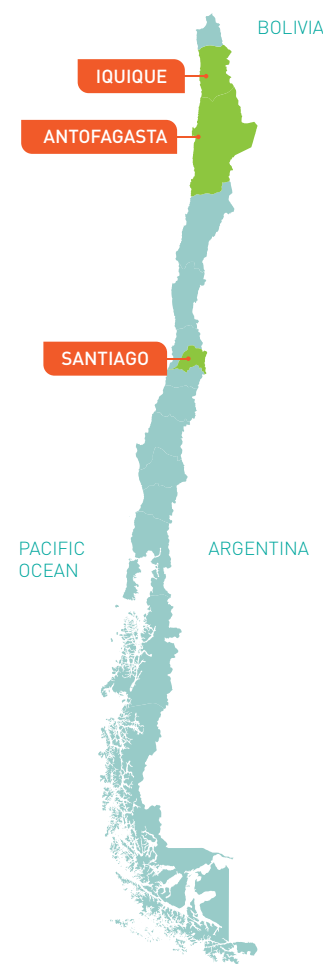 BOLIVIA
IQUIQUE
ANTOFAGASTA
SANTIAGO
PACIFIC
OCEAN
ARGENTINA